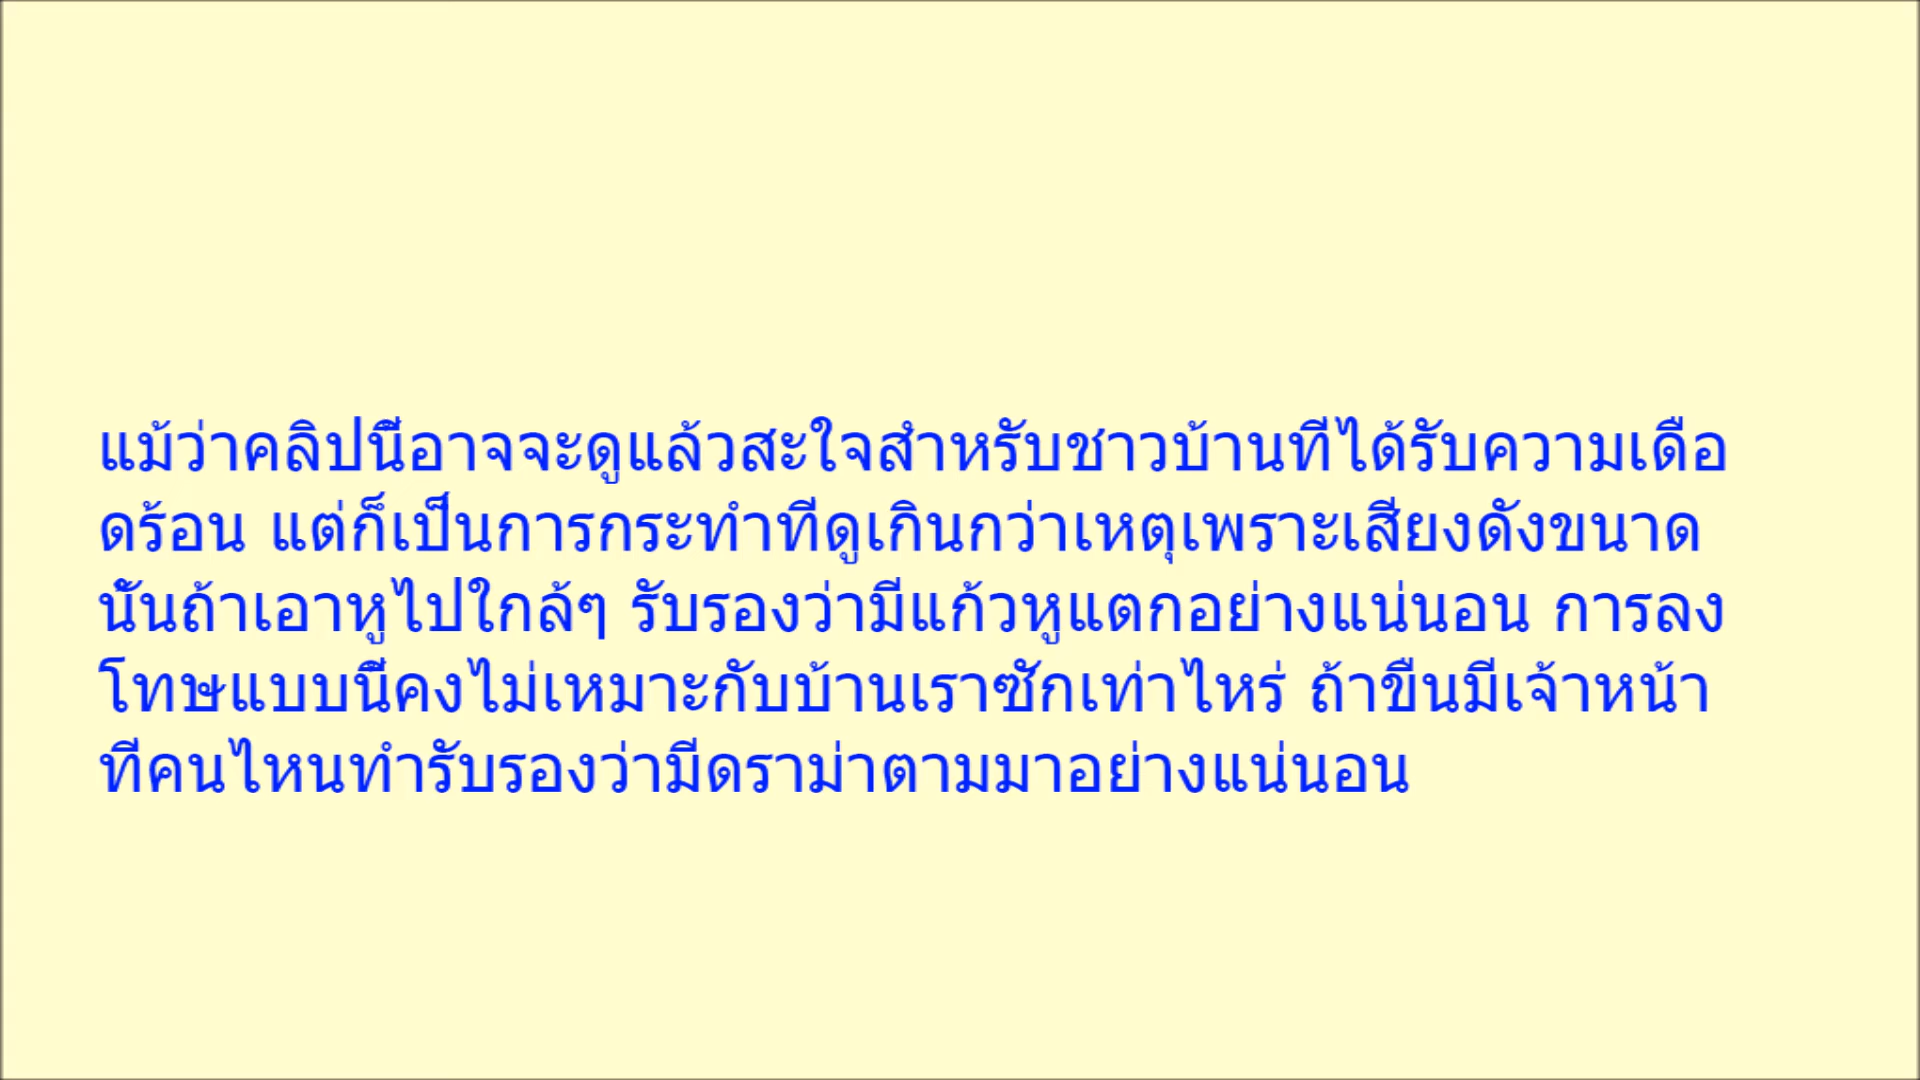 แม้ว่าคลิปนี้อาจจะดูแล้วสะใจสำหรับชาวบ้านที่ได้รับความเดือ
ดร้อน แต่ก็เป็นการกระทำที่ดูเกินกว่าเหตุเพราะเสียงดังขนาด
นั้นถ้าเอาหูไปใกล้ๆ รับรองว่ามีแก้วหูแตกอย่างแน่นอน การลง
โทษแบบนี้คงไม่เหมาะกับบ้านเราซักเท่าไหร่ ถ้าขืนมีเจ้าหน้า
ที่คนไหนทำรับรองว่ามีดราม่าตามมาอย่างแน่นอน